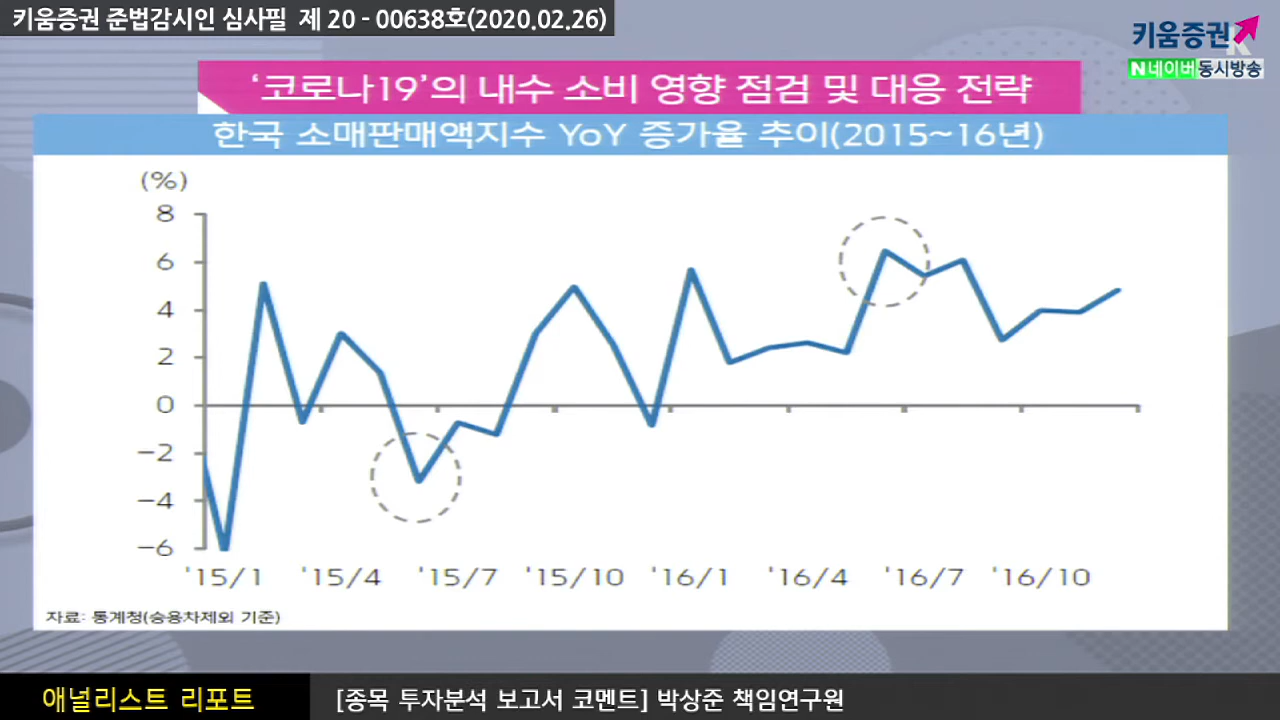 키움증권 준법감시인 심사필 제 20 - 00638호(2020.02.26)
키움증권
N 네이버 동시방송
‘코로나19’의 내수 소비 영향 점검 및 대응 전략
한국 소매판매액지수 YoY 증가율 추이(2015~16년)
(%)
8
6
4
2
0
-2
-4
-6
'15/1 '15/4 '15/7 '15/10 '16/1 '16/4 '16/7 '16/10
자료: 통계청(승용차제외 기준)
애널리스트 리포트
[종목 투자분석 보고서 코멘트] 박상준 책임연구원